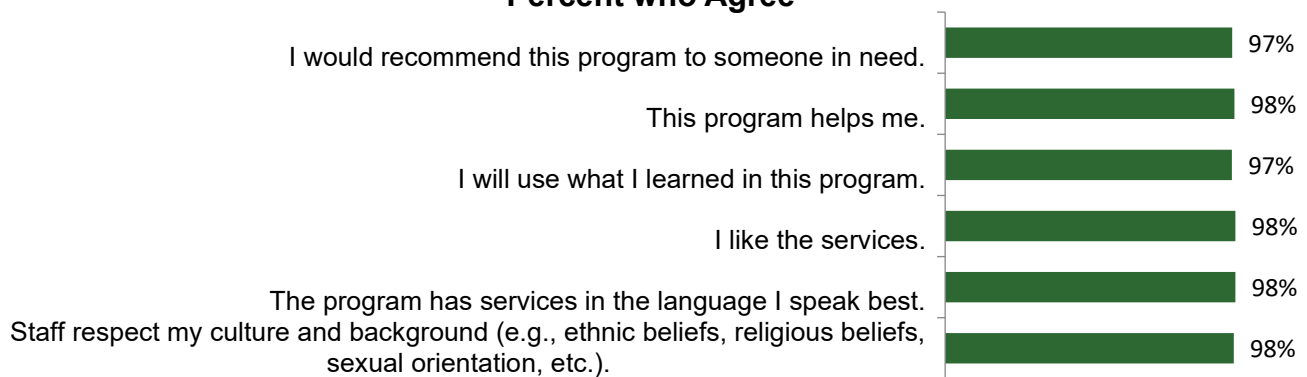 Percent who Agree
I would recommend this program to someone in need. 97%
This program helps me. 98%
I will use what I learned in this program. 97%
I like the services. 98%
The program has services in the language I speak best. 98%
Staff respect my culture and background (e.g., ethnic beliefs, religious beliefs,
sexual orientation, etc.). 98%